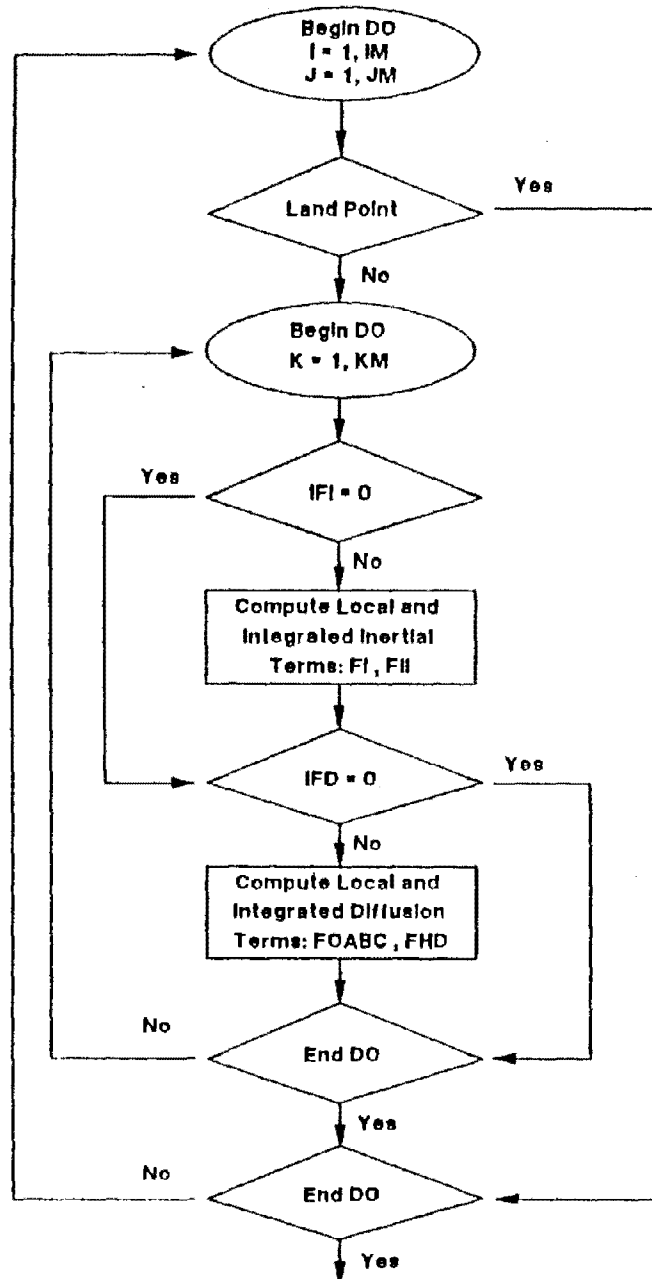 Begin DO
I = 1, IM
J = 1, JM
Land Point
Yes
No
Begin DO
K = 1, KM
Yes
IFI = 0
No
Compute Local and
Integrated Inertial
Terms: FI , FII
IFD = 0
Yes
No
Compute Local and
Integrated Diffusion
Terms: FOABC , FHD
No
End DO
Yes
No
End DO
Yes